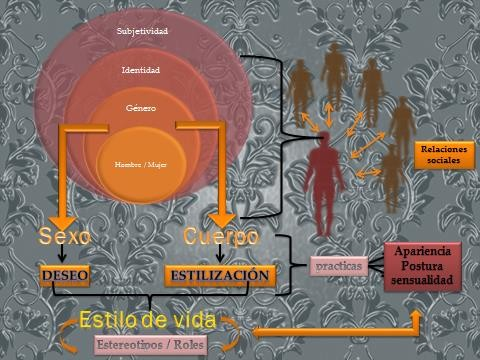 Subjetividad
Identidad
Género
Hombre / Mujer
Relaciones
sociales
Sexo
Cuerpo
DESEO
ESTILIZACIÓN
practicas
Apariencia
Postura
sensualidad
Estilo de vida
Estereotipos / Roles